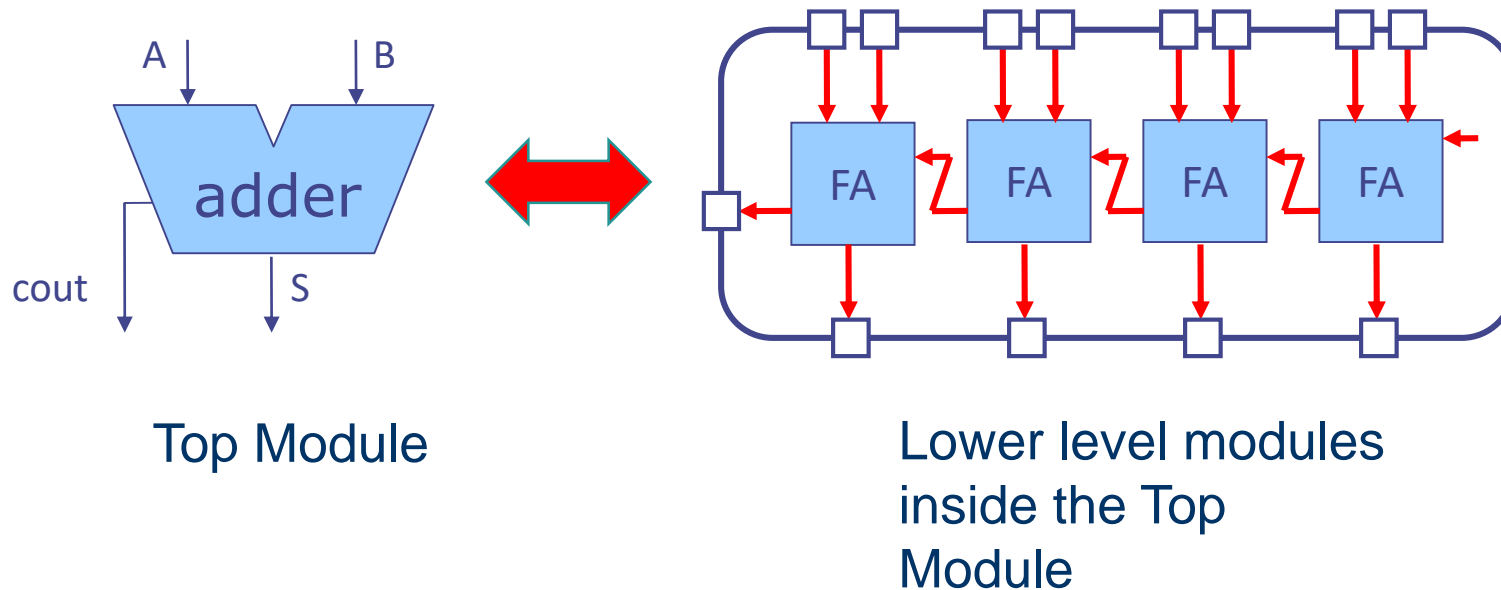 A
B
adder
cout
S
Top Module
FA
FA
FA
FA
Lower level modules
inside the Top
Module